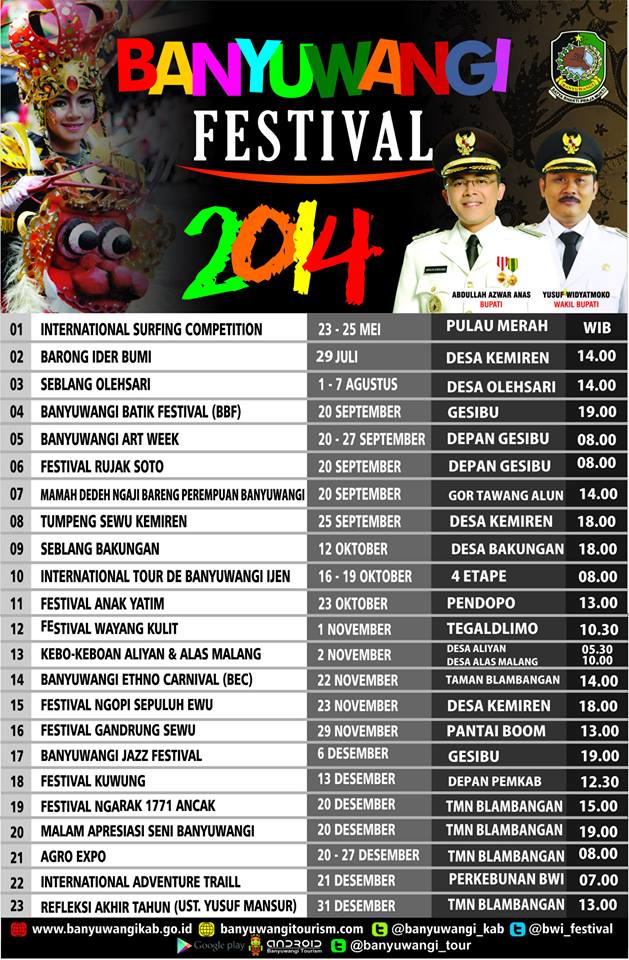 BANYUWANGI
FESTIVAL
2014
ABDULLAH AZWAR ANAS
BUPATI
YUSUF WIDYATMOKO
WAKIL BUPATI
01 INTERNATIONAL SURFING COMPETITION 23 - 25 MEI PULAU MERAH WIB
02 BARONG IDER BUMI 29 JULI DESA KEMIREN 14.00
03 SEBLANG OLEHSARI 1 - 7 AGUSTUS DESA OLEHSARI 14.00
04 BANYUWANGI BATIK FESTIVAL (BBF) 20 SEPTEMBER GESIBU 19.00
05 BANYUWANGI ART WEEK 20 - 27 SEPTEMBER DEPAN GESIBU 08.00
06 FESTIVAL RUJAK SOTO 20 SEPTEMBER DEPAN GESIBU 08.00
07 MAMAH DEDEH NGAJI BARENG PEREMPUAN BANYUWANGI 20 SEPTEMBER GOR TAWANG ALUN 14.00
08 TUMPENG SEWU KEMIREN 25 SEPTEMBER DESA KEMIREN 18.00
09 SEBLANG BAKUNGAN 12 OKTOBER DESA BAKUNGAN 18.00
10 INTERNATIONAL TOUR DE BANYUWANGI IJEN 16 - 19 OKTOBER 4 ETAPE 08.00
11 FESTIVAL ANAK YATIM 23 OKTOBER PENDOPO 13.00
12 FESTIVAL WAYANG KULIT 1 NOVEMBER TEGALDLIMO 10.30
13 KEBO-KEBOAN ALIYAN & ALAS MALANG 2 NOVEMBER DESA ALIYAN 05.30
DESA ALAS MALANG 10.00
14 BANYUWANGI ETHNO CARNIVAL (BEC) 22 NOVEMBER TAMAN BLAMBANGAN 14.00
15 FESTIVAL NGOPI SEPULUH EWU 23 NOVEMBER DESA KEMIREN 18.00
16 FESTIVAL GANDRUNG SEWU 29 NOVEMBER PANTAI BOOM 13.00
17 BANYUWANGI JAZZ FESTIVAL 6 DESEMBER GESIBU 19.00
18 FESTIVAL KUWUNG 13 DESEMBER DEPAN PEMKAB 12.30
19 FESTIVAL NGARAK 1771 ANCAK 20 DESEMBER TMN BLAMBANGAN 15.00
20 MALAM APRESIASI SENI BANYUWANGI 20 DESEMBER TMN BLAMBANGAN 19.00
21 AGRO EXPO 20 - 27 DESEMBER TMN BLAMBANGAN 08.00
22 INTERNATIONAL ADVENTURE TRAILL 21 DESEMBER PERKEBUNAN BWI 07.00
23 REFLEKSI AKHIR TAHUN (UST. YUSUF MANSUR) 31 DESEMBER TMN BLAMBANGAN 13.00
www.banyuwangikab.go.id banyuwangitourism.com @banyuwangi_kab @bwi_festival
Google play ANDROID Banyuwangi Tourism @banyuwangi_tour